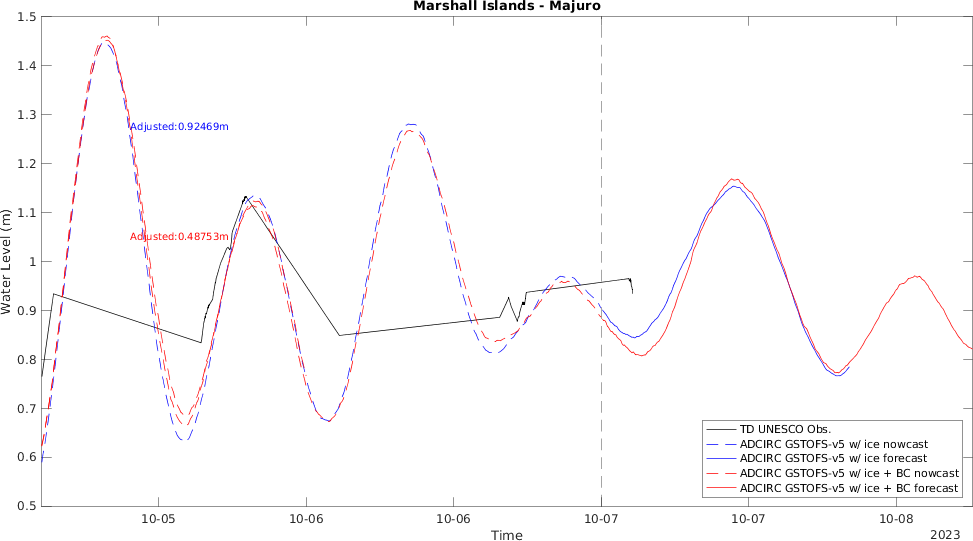 Marshall Islands - Majuro
1.5
1.4
1.3
1.2
1.1
1
0.9
0.8
0.7
0.6
0.5
Water Level (m)
Adjusted:0.92469m
Adjusted:0.48753m
TD UNESCO Obs.
ADCIRC GSTOFS-v5 w/ ice nowcast
ADCIRC GSTOFS-v5 w/ ice forecast
ADCIRC GSTOFS-v5 w/ ice + BC nowcast
ADCIRC GSTOFS-v5 w/ ice + BC forecast
10-05 10-06 10-06 10-07 10-07 10-08
Time
2023